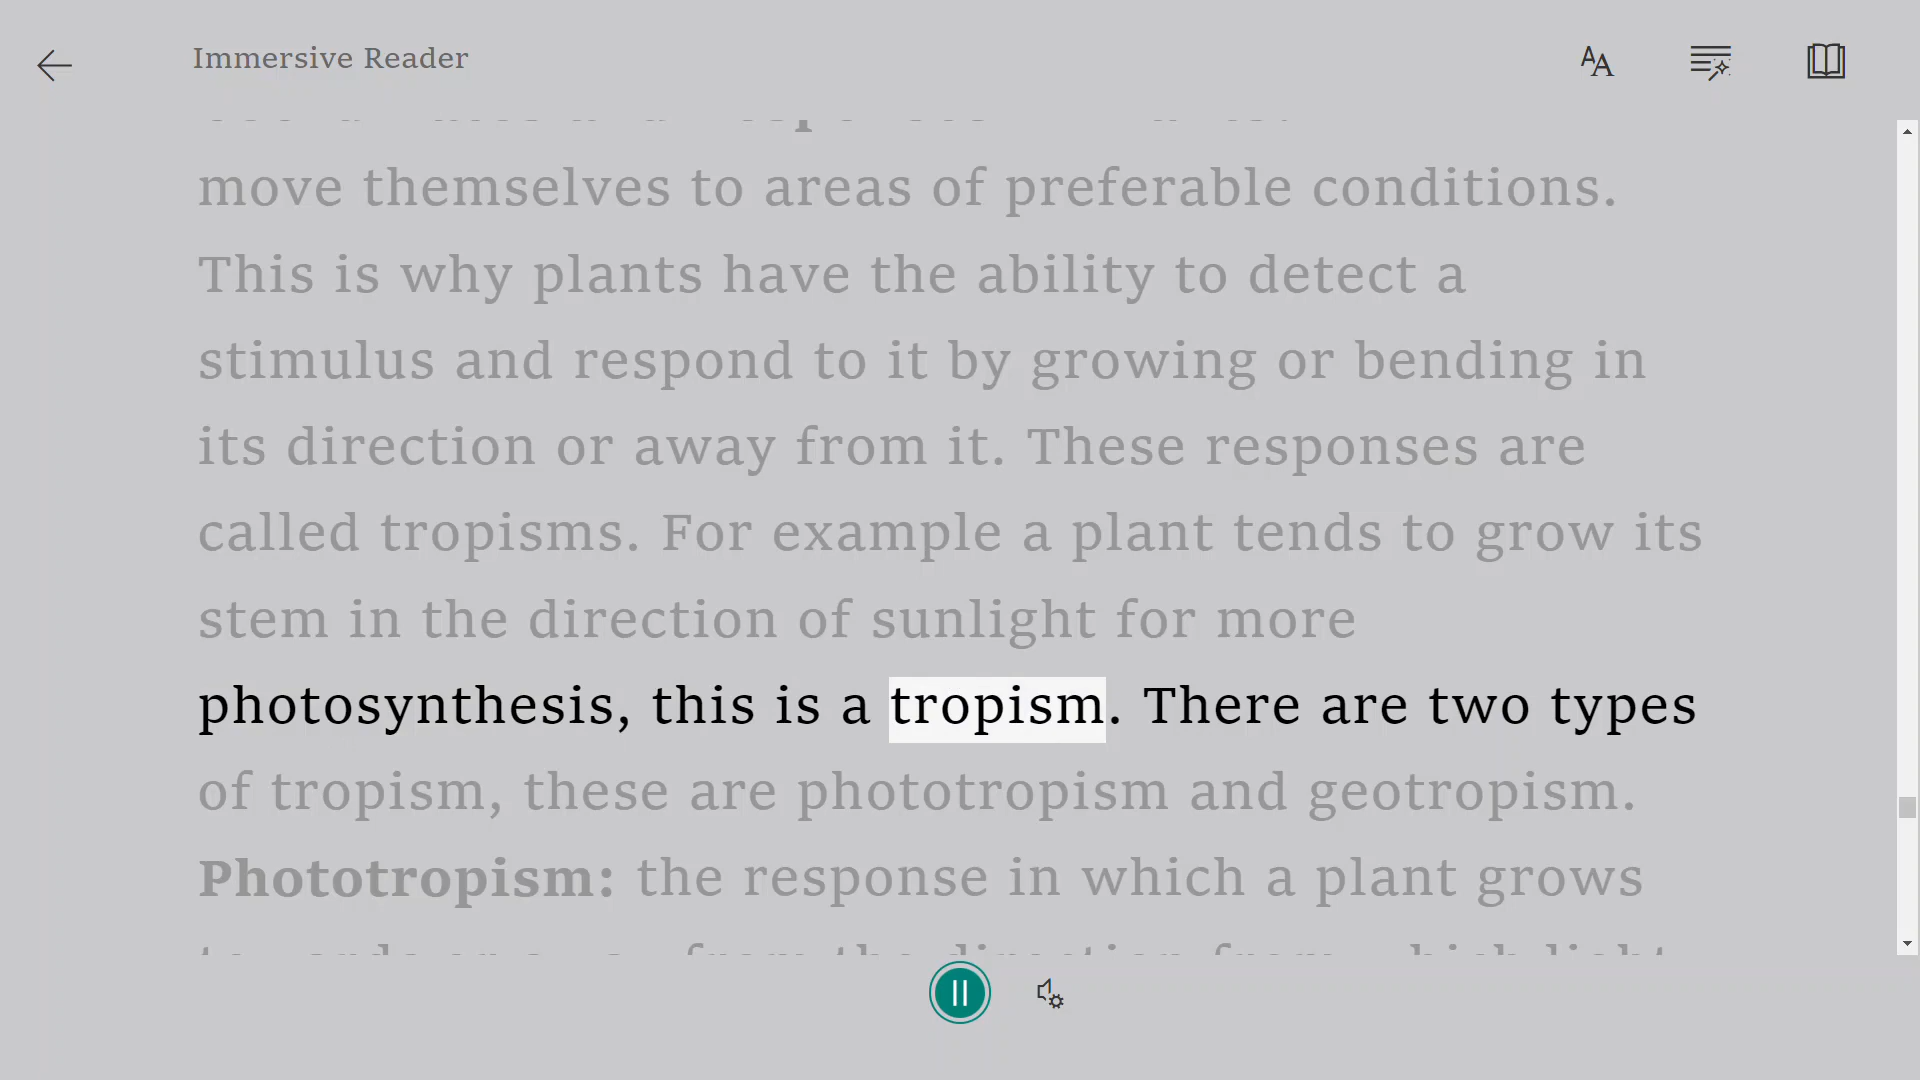 Immersive Reader
move themselves to areas of preferable conditions.
This is why plants have the ability to detect a
stimulus and respond to it by growing or bending in
its direction or away from it. These responses are
called tropisms. For example a plant tends to grow its
stem in the direction of sunlight for more
photosynthesis, this is a tropism. There are two types
of tropism, these are phototropism and geotropism.
Phototropism: the response in which a plant grows